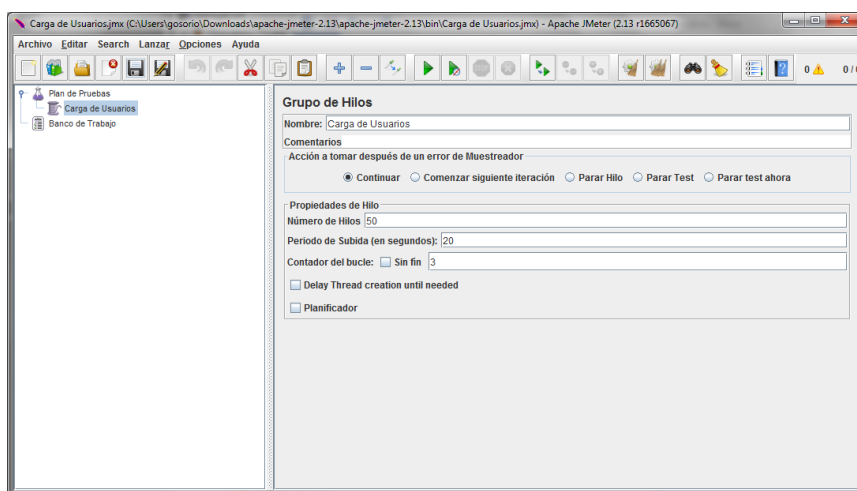 Carga de Usuarios.jmx (C:\Users\gosorio\Downloads\apache-jmeter-2.13\apache-jmeter-2.13\bin\Carga de Usuarios.jmx) - Apache JMeter (2.13 r1665067)
Archivo Editar Search Lanzar Opciones Ayuda
0 0 /
Plan de Pruebas
Carga de Usuarios
Banco de Trabajo
Grupo de Hilos
Nombre: Carga de Usuarios
Comentarios
Acción a tomar después de un error de Muestreador
Continuar Comenzar siguiente iteración Parar Hilo Parar Test Parar test ahora
Propiedades de Hilo
Número de Hilos 50
Periodo de Subida (en segundos): 20
Contador del bucle: Sin fin 3
Delay Thread creation until needed
Planificador